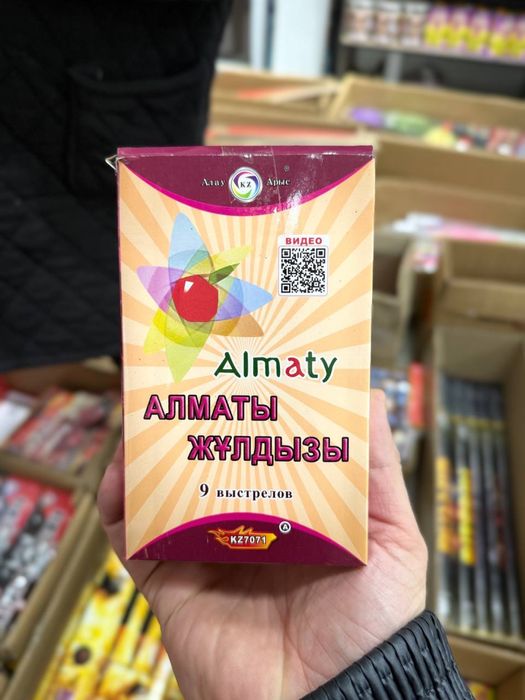 Алау KZ Арыс
®
ВИДЕО
Almaty
АЛМАТЫ
ЖҰЛДЫЗЫ
9 выстрелов
KZ7071
A